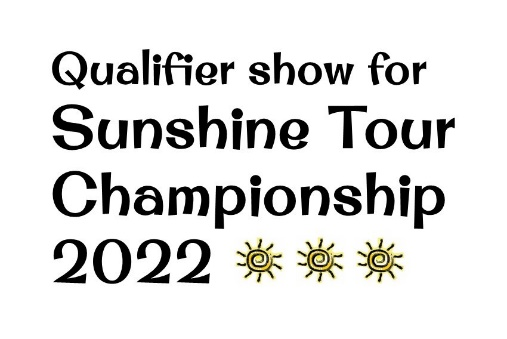 Qualifier show for
Sunshine Tour
Championship
2022